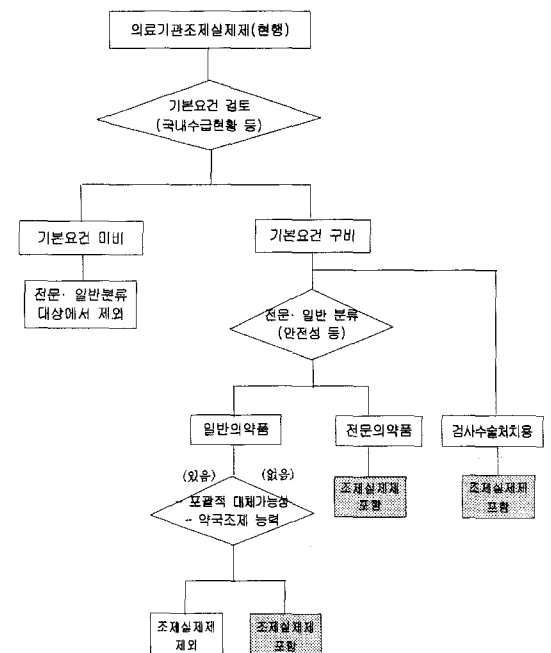 의료기관조제실제제(현행)
기본요건 검토
(국내수급현황 등)
기본요건 미비
기본요건 구비
전문· 일반분류
대상에서 제외
전문· 일반 분류
(안전성 등)
일반의약품
전문의약품
검사수술처치용
(있음)
(없음)
- 포괄적 대체가능성
- 약국조제 능력
조제실제제
포함
조제실제제
포함
조제실제제
제외
조제실제제
포함